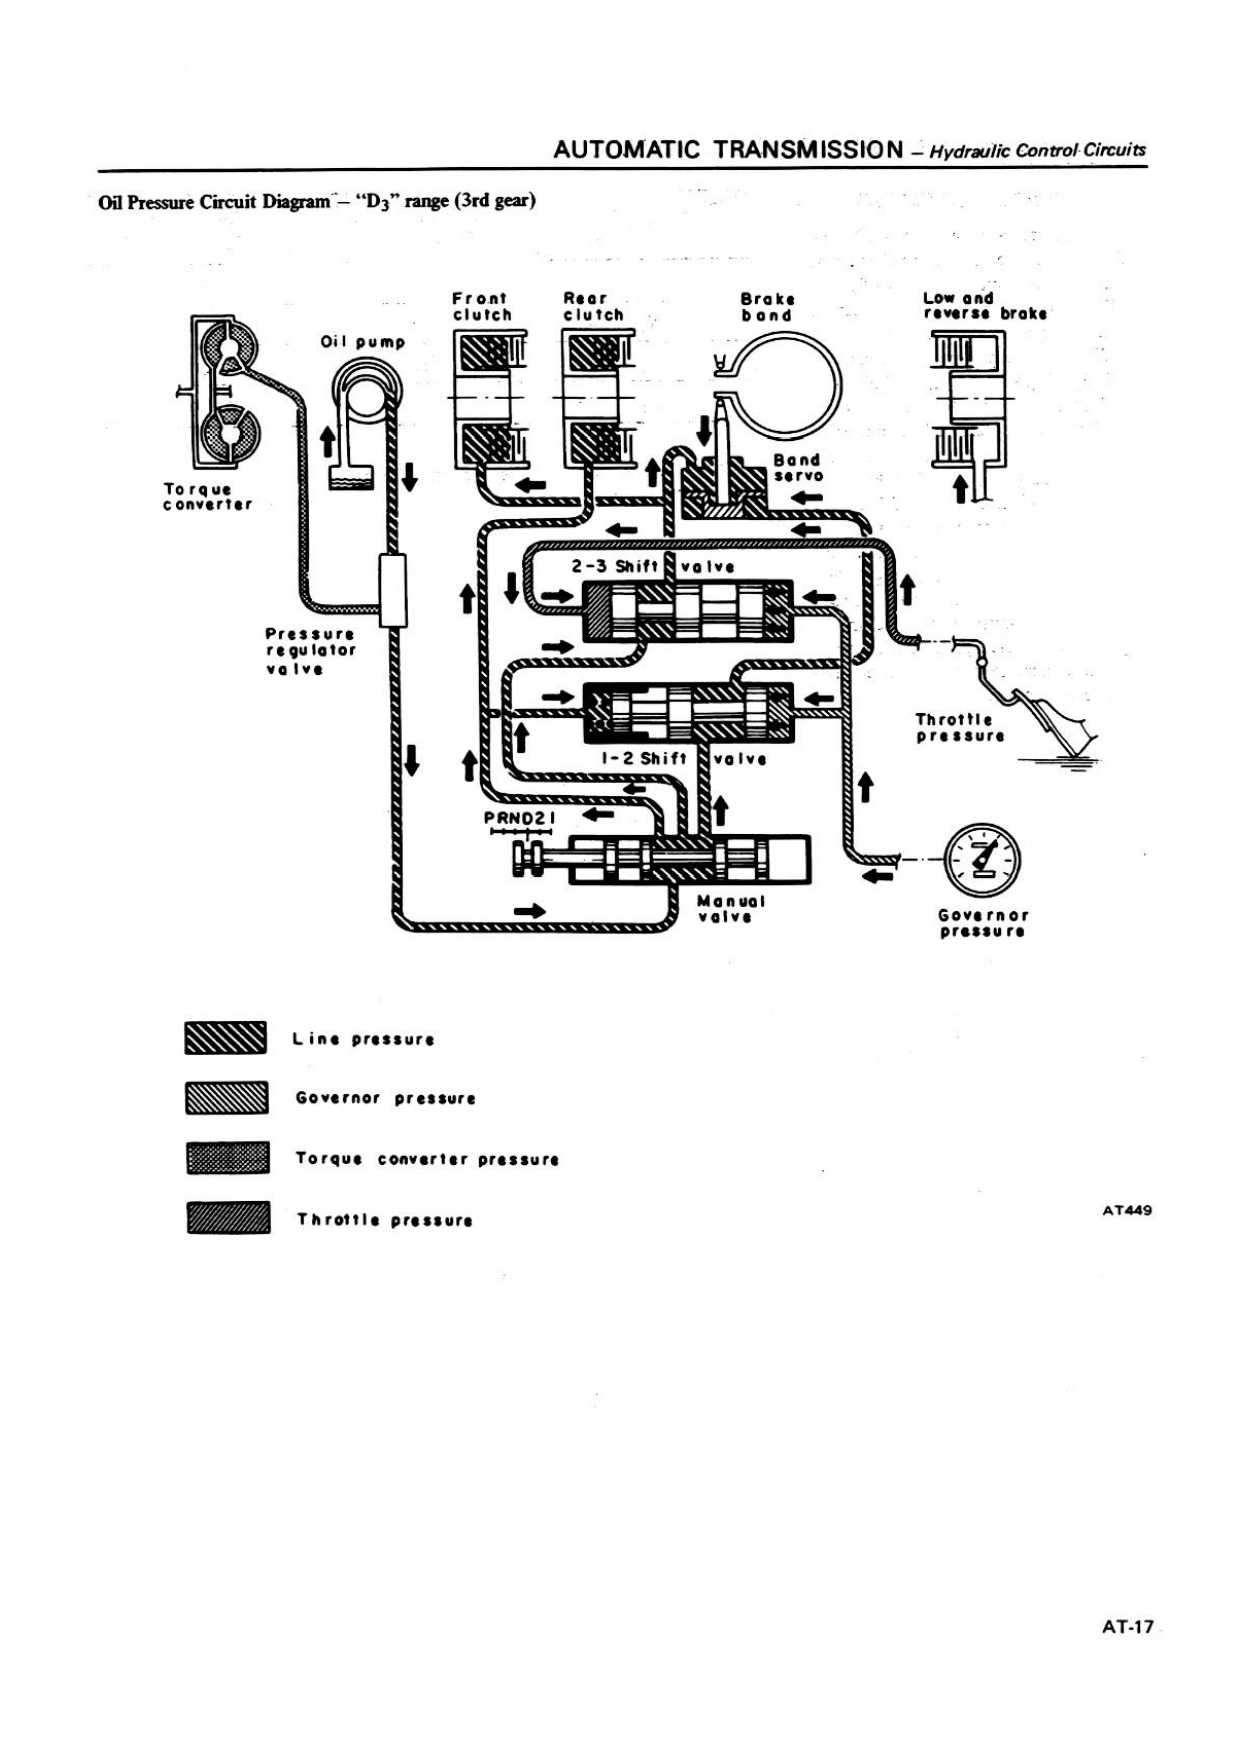 AUTOMATIC TRANSMISSION – Hydraulic Control Circuits
Oil Pressure Circuit Diagram – “D3” range (3rd gear)
Front clutch
Rear clutch
Brake band
Low and reverse brake
Oil pump
Torque converter
Band servo
2-3 Shift valve
Pressure regulator valve
Throttle pressure
1-2 Shift valve
PRND21
Manual valve
Governor pressure
Line pressure
Governor pressure
Torque converter pressure
Throttle pressure
AT449
AT-17